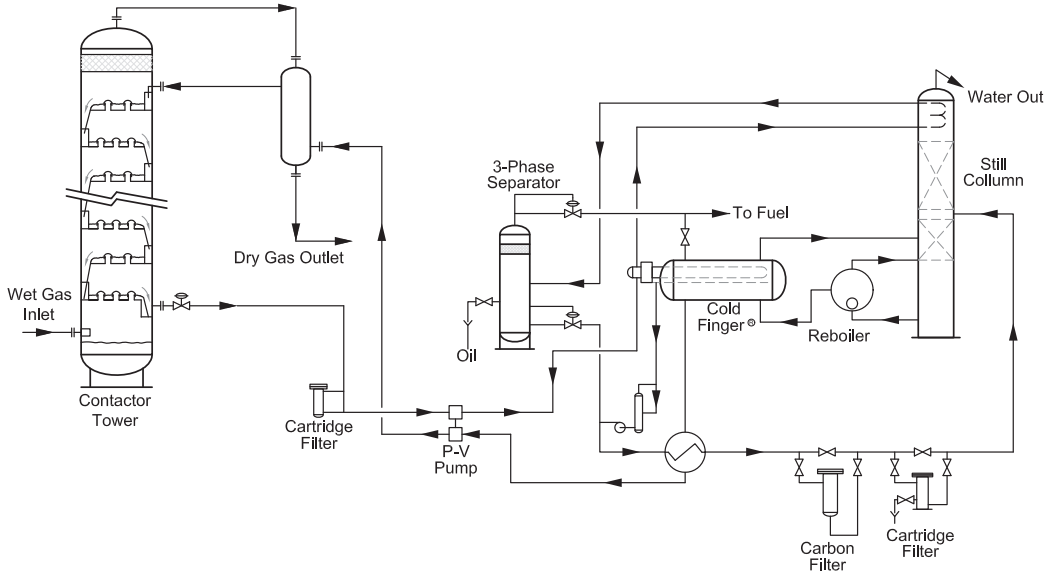 Water Out
3-Phase
Separator
Still
Collumn
To Fuel
Dry Gas Outlet
Wet Gas
Inlet
Cold
Finger®
Reboiler
Oil
Contactor
Tower
Cartridge
Filter
P-V
Pump
Carbon
Filter
Cartridge
Filter